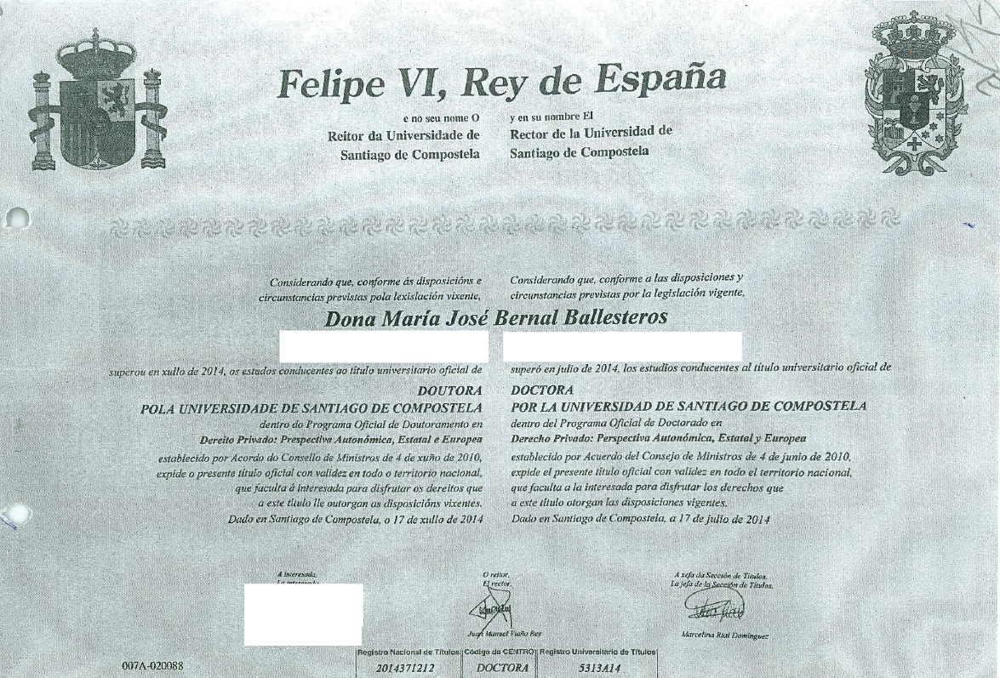 Felipe VI, Rey de España
e no seu nome O
Reitor da Universidade de
Santiago de Compostela
y en su nombre El
Rector de la Universidad de
Santiago de Compostela
Considerando que, conforme ás disposicións e
circunstancias previstas pola lexislación vixente,
Considerando que, conforme a las disposiciones y
circunstancias previstas por la legislación vigente,
Dona María José Bernal Ballesteros
superou en xullo de 2014, os estudos conducentes ao título universitario oficial de
DOUTORA
POLA UNIVERSIDADE DE SANTIAGO DE COMPOSTELA
dentro do Programa Oficial de Doutoramento en
Dereito Privado: Prespectiva Autonómica, Estatal e Europea
establecido por Acordo do Consello de Ministros de 4 de xuño de 2010,
expide o presente título oficial con validez en todo o territorio nacional,
que faculta á interesada para disfrutar os dereitos que
a este título lle outorgan as disposicións vixentes.
Dado en Santiago de Compostela, o 17 de xullo de 2014
superó en julio de 2014, los estudios conducentes al título universitario oficial de
DOCTORA
POR LA UNIVERSIDAD DE SANTIAGO DE COMPOSTELA
dentro del Programa Oficial de Doctorado en
Derecho Privado: Perspectiva Autonómica, Estatal y Europea
establecido por Acuerdo del Consejo de Ministros de 4 de junio de 2010,
expide el presente título oficial con validez en todo el territorio nacional,
que faculta a la interesada para disfrutar los derechos que
a este título otorgan las disposiciones vigentes.
Dado en Santiago de Compostela, a 17 de julio de 2014
A interesada,
La interesada
O reitor,
El rector,
Juan Manuel Viaño Rey
A xefa da Sección de Títulos,
La jefa de la Sección de Títulos,
Marcelina Rial Domínguez
007A-020088
Registro Nacional de Títulos
2014371212
Código de CENTRO
DOCTORA
Registro Universitario de Títulos
5313A14